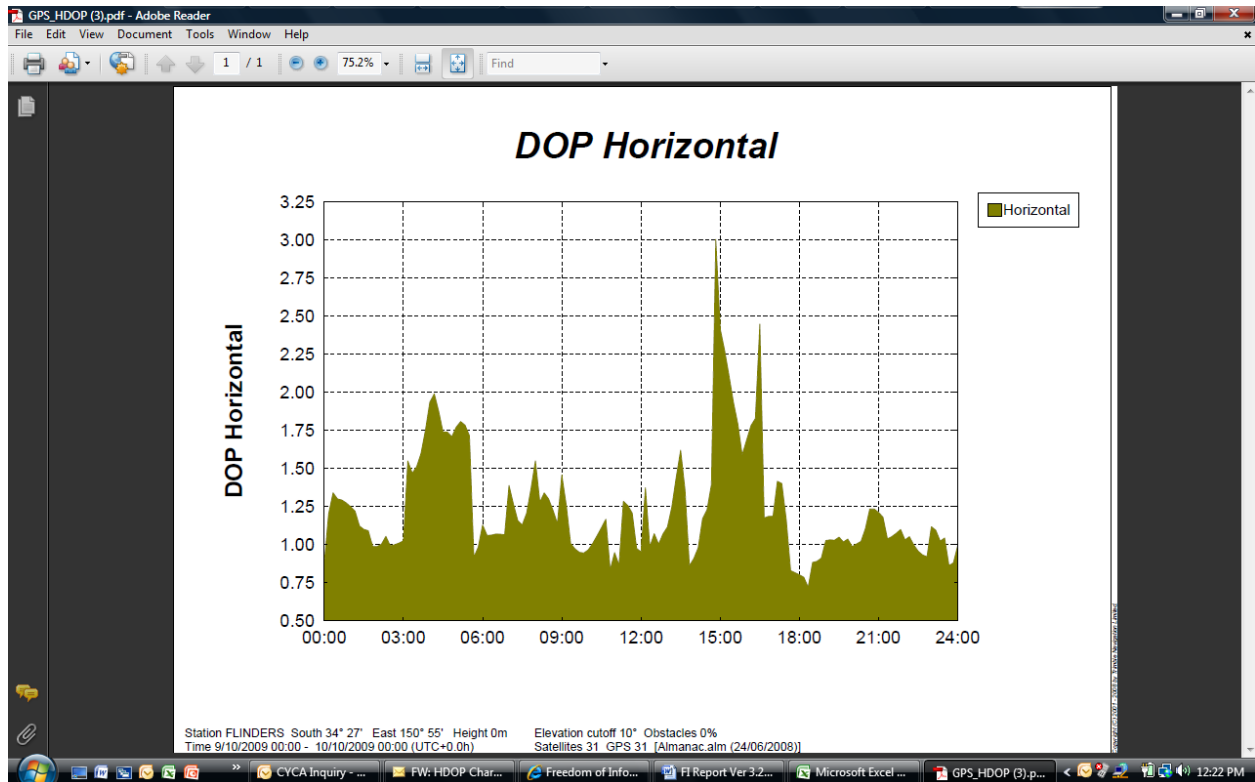 GPS_HDOP (3).pdf - Adobe Reader
File Edit View Document Tools Window Help
1 / 1 75.2% Find
DOP Horizontal
Horizontal
DOP Horizontal
3.25
3.00
2.75
2.50
2.25
2.00
1.75
1.50
1.25
1.00
0.75
0.50
00:00 03:00 06:00 09:00 12:00 15:00 18:00 21:00 24:00
Station FLINDERS South 34° 27' East 150° 55' Height 0m Elevation cutoff 10° Obstacles 0%
Time 9/10/2009 00:00 - 10/10/2009 00:00 (UTC+0.0h) Satellites 31 GPS 31 [Almanac.alm (24/06/2008)]
» CYCA Inquiry - ... FW: HDOP Char... Freedom of Info... FI Report Ver 3.2... Microsoft Excel ... GPS_HDOP (3).p... < 12:22 PM